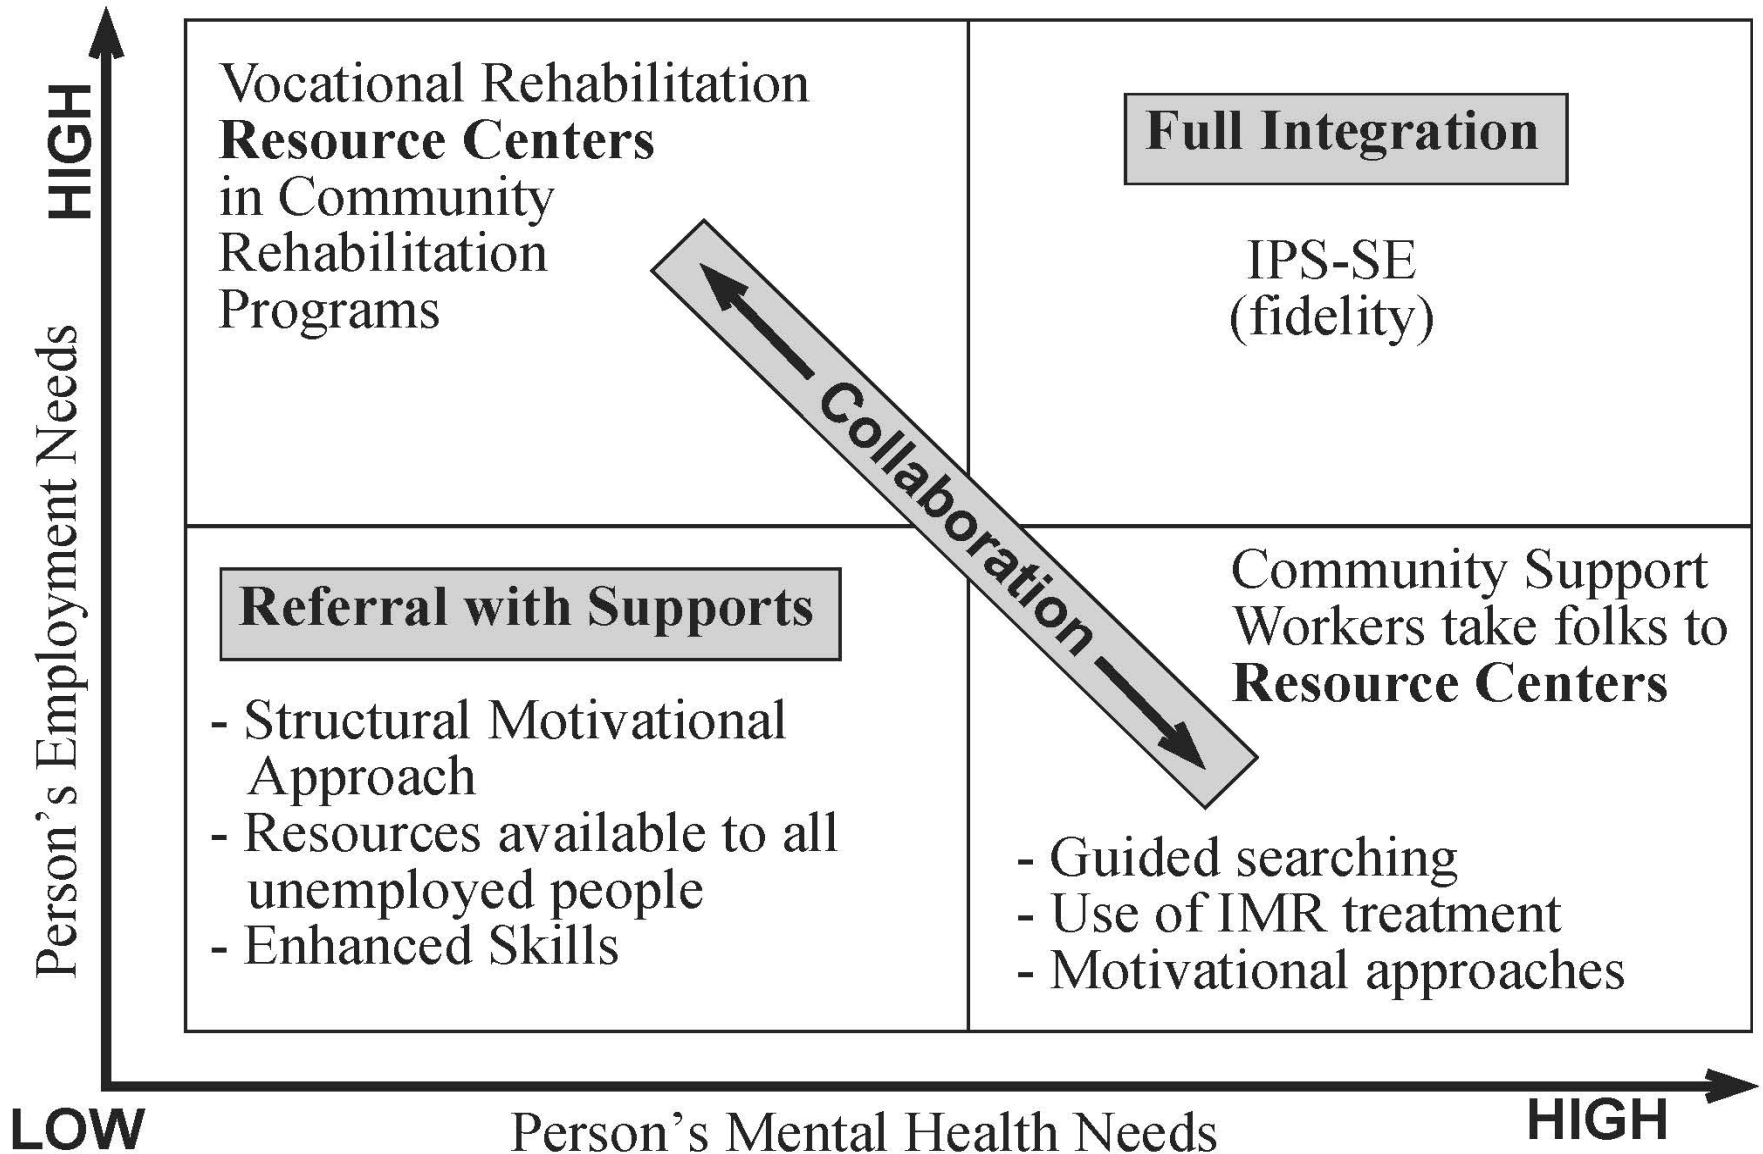 HIGH
Person's Employment Needs
Vocational Rehabilitation
Resource Centers
in Community
Rehabilitation
Programs
Full Integration
IPS-SE
(fidelity)
Collaboration
Referral with Supports
- Structural Motivational
Approach
- Resources available to all
unemployed people
- Enhanced Skills
Community Support
Workers take folks to
Resource Centers
- Guided searching
- Use of IMR treatment
- Motivational approaches
LOW
Person's Mental Health Needs
HIGH